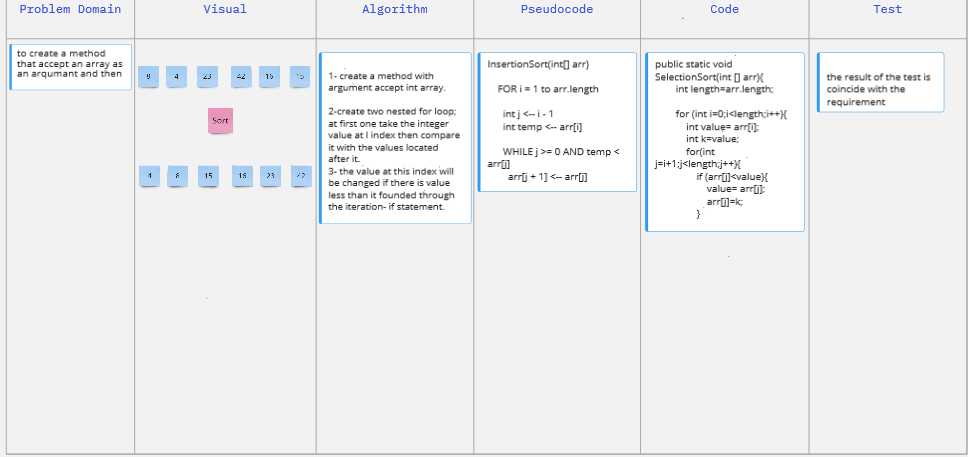 Problem Domain
Visual
Algorithm
Pseudocode
Code
Test
to create a method
that accept an array as
an arqumant and then
8 4 23 42 16 15
Sort
4 8 15 16 23 42
1- create a method with
argument accept int array.
2-create two nested for loop;
at first one take the integer
value at I index then compare
it with the values located
after it.
3- the value at this index will
be changed if there is value
less than it founded through
the iteration- if statement.
InsertionSort(int[] arr)
FOR i = 1 to arr.length
int j <-- i - 1
int temp <-- arr[i]
WHILE j >= 0 AND temp <
arr[j]
arr[j + 1] <-- arr[j]
public static void
SelectionSort(int [] arr){
int length=arr.length;
for (int i=0;i<length;i++){
int value= arr[i];
int k=value;
for(int
j=i+1;j<length;j++){
if (arr[j]<value){
value= arr[j];
arr[j]=k;
}
the result of the test is
coincide with the
requirement